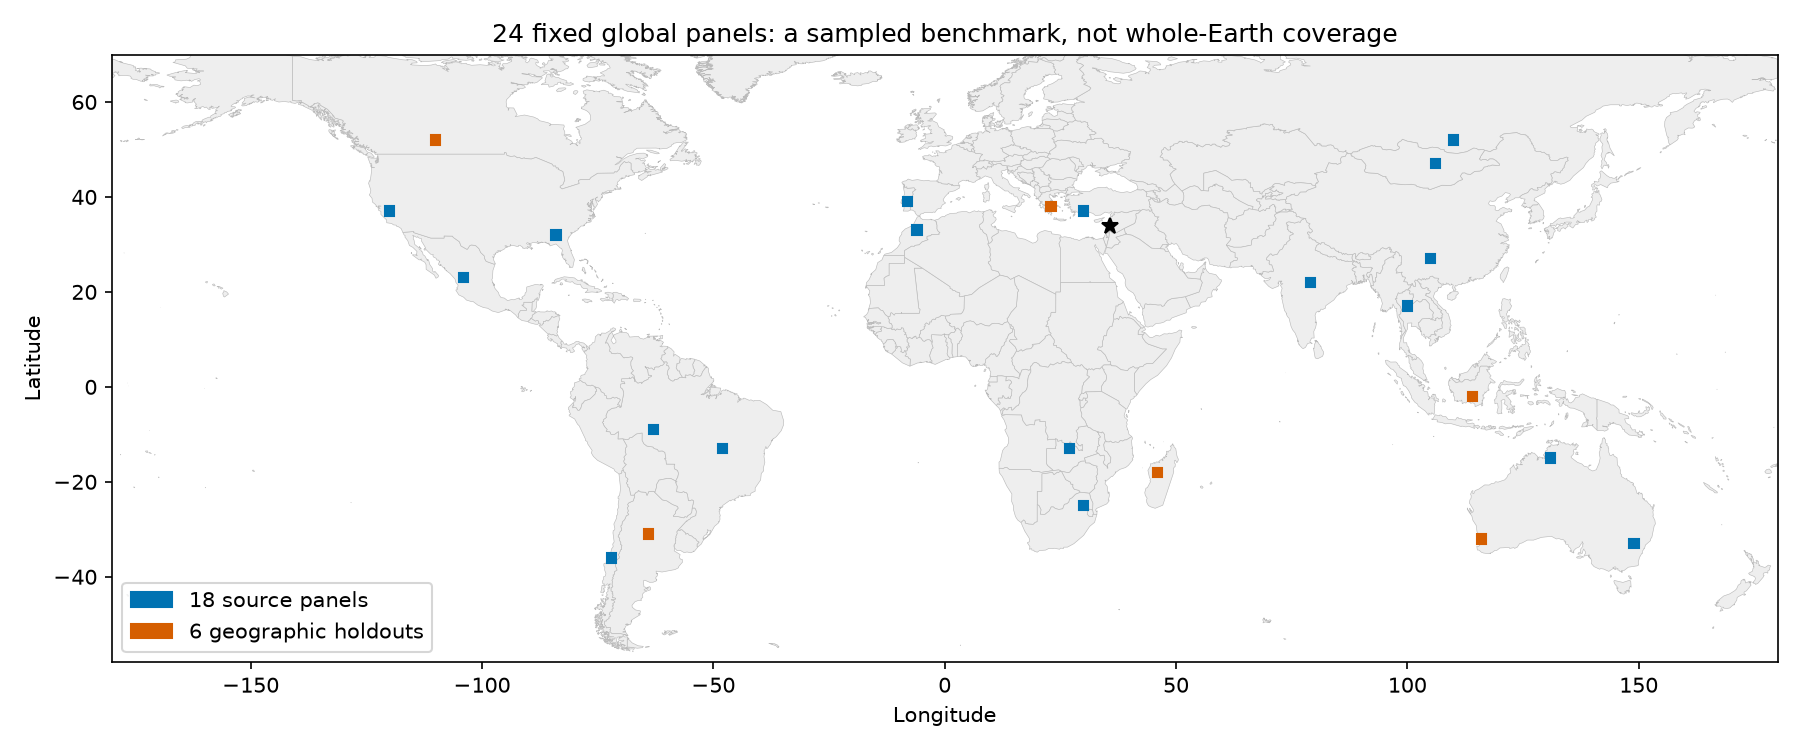 24 fixed global panels: a sampled benchmark, not whole-Earth coverage
60
40
20
0
−20
−40
Latitude
18 source panels
6 geographic holdouts
−150
−100
−50
0
50
100
150
Longitude